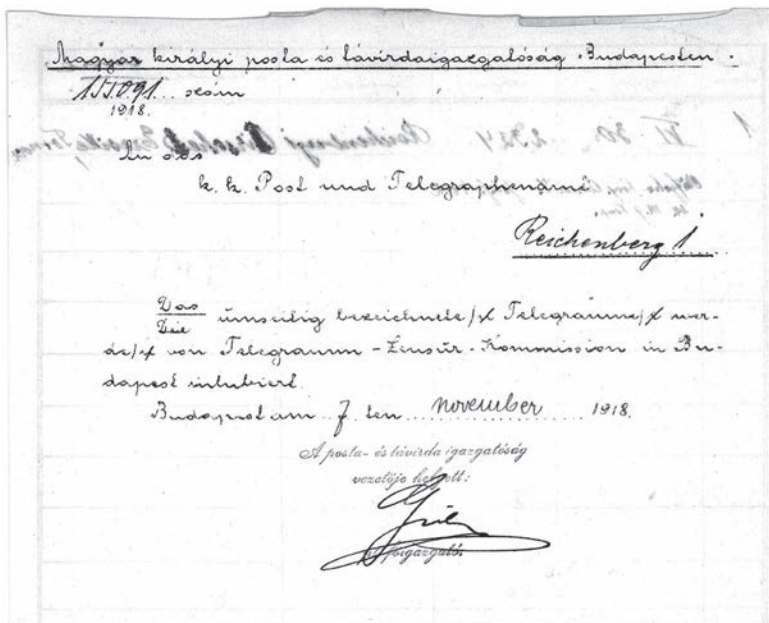 Magyar királyi posta és távirdaigazgatóság Budapesten.
155091. szám
1918.
An das
k. k. Post und Telegraphenamt
Reichenberg 1
Das
Die umseitig bezeichnete/x Telegramme/x wur-
de/x von Telegramm-Zensur-Kommission in Bu-
dapest inhibiert.
Budapest am 7. ten november 1918.
A posta- és távirda igazgatóság
vezetője helyett:
főigazgató.